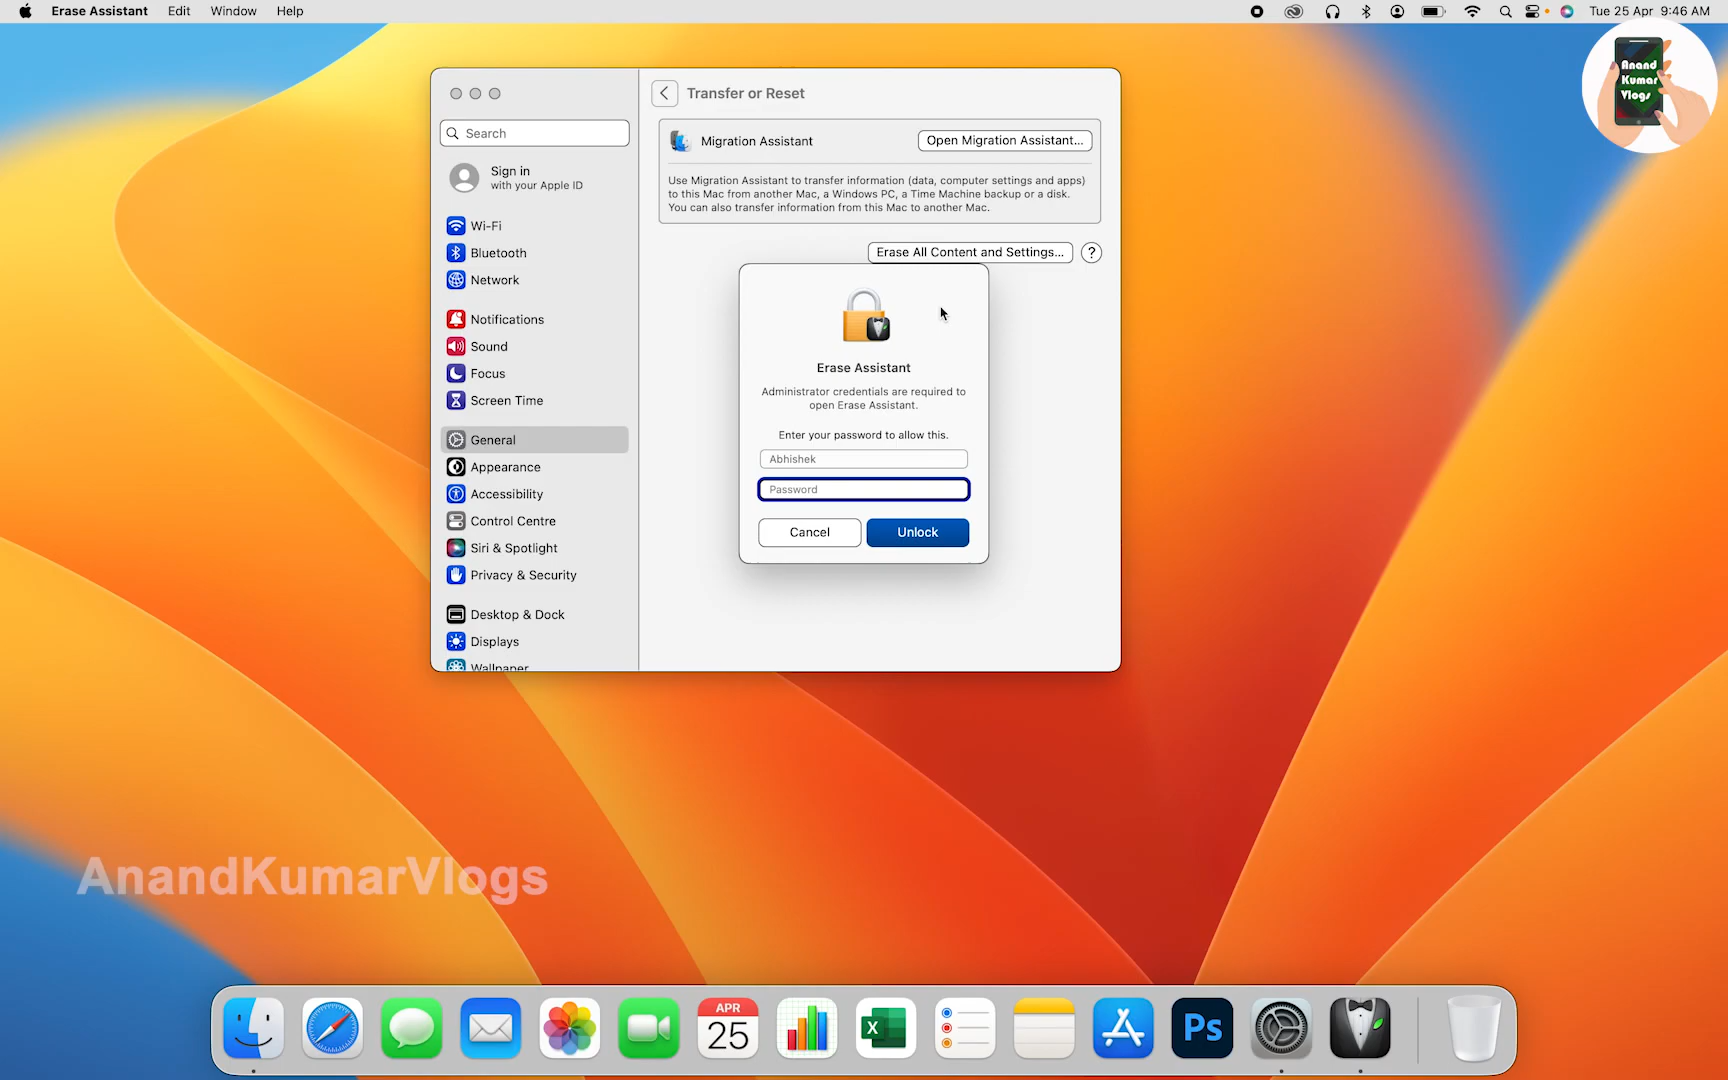 Erase Assistant Edit Window Help
Tue 25 Apr 9:46 AM
Anand
Kumar
Vlogs
Transfer or Reset
Search
Migration Assistant
Open Migration Assistant...
Sign in
with your Apple ID
Use Migration Assistant to transfer information (data, computer settings and apps)
to this Mac from another Mac, a Windows PC, a Time Machine backup or a disk.
You can also transfer information from this Mac to another Mac.
Wi-Fi
Bluetooth
Network
Erase All Content and Settings...
?
Notifications
Sound
Focus
Screen Time
General
Appearance
Accessibility
Control Centre
Siri & Spotlight
Privacy & Security
Desktop & Dock
Displays
Wallpaper
Erase Assistant
Administrator credentials are required to
open Erase Assistant.
Enter your password to allow this.
Abhishek
Password
Cancel
Unlock
AnandKumarVlogs
APR
25
X
Ps